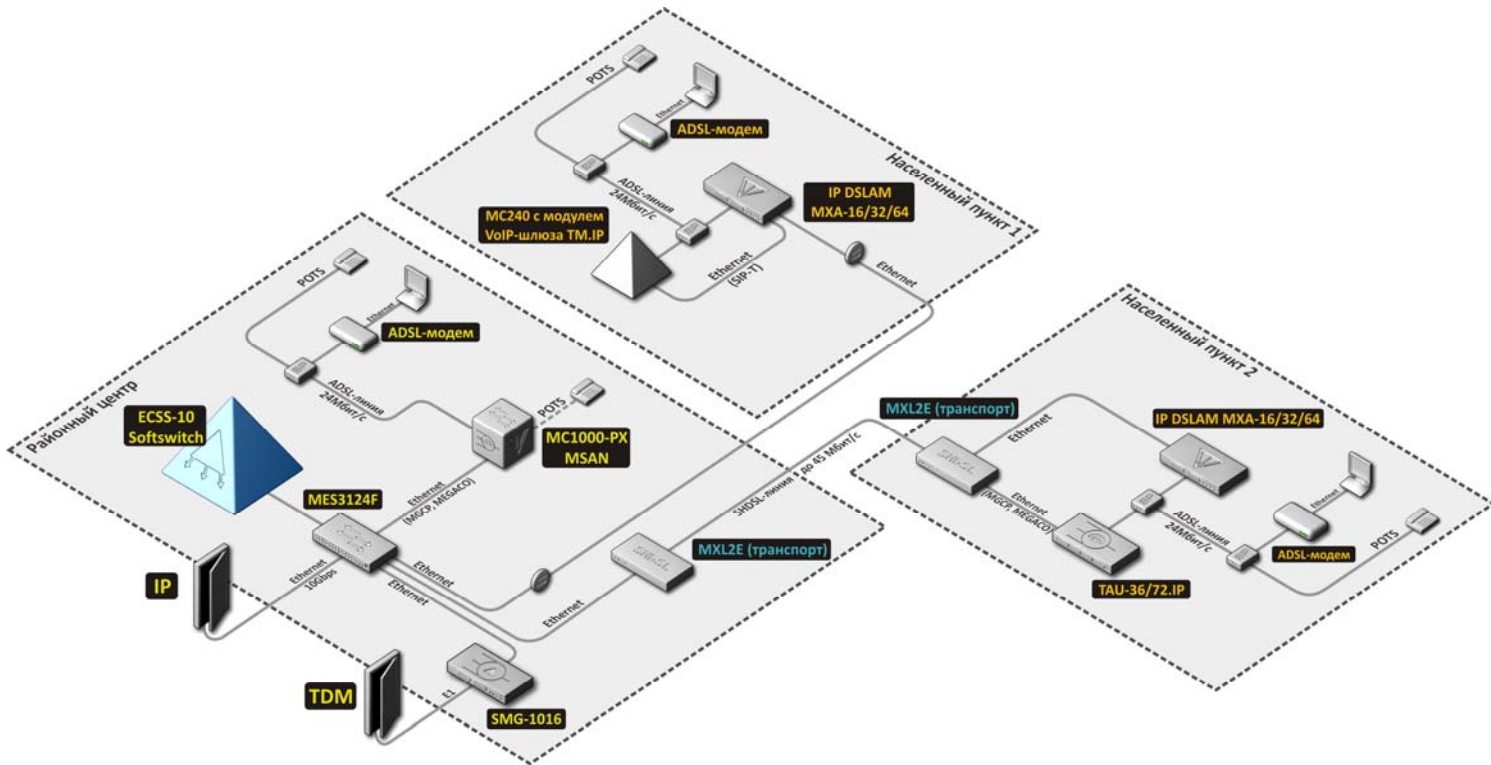 POTS
Ethernet
ADSL-модем
Населенный пункт 1
ADSL-линия
24Мбит/с
IP DSLAM
MXA-16/32/64
MC240 с модулем
VoIP-шлюза TM.IP
Ethernet
(SIP-T)
Ethernet
Районный центр
POTS
Ethernet
ADSL-модем
ADSL-линия
24Мбит/с
POTS
ECSS-10
Softswitch
MC1000-PX
MSAN
MES3124F
Ethernet
(MGCP, MEGACO)
IP
Ethernet
10Gbps
Ethernet
Ethernet
Ethernet
MXL2E (транспорт)
SHDSL
SHDSL-линия до 45 Мбит/с
TDM
E1
SMG-1016
Населенный пункт 2
MXL2E (транспорт)
SHDSL
Ethernet
IP DSLAM MXA-16/32/64
Ethernet
(MGCP, MEGACO)
ADSL-линия
24Мбит/с
Ethernet
ADSL-модем
POTS
TAU-36/72.IP